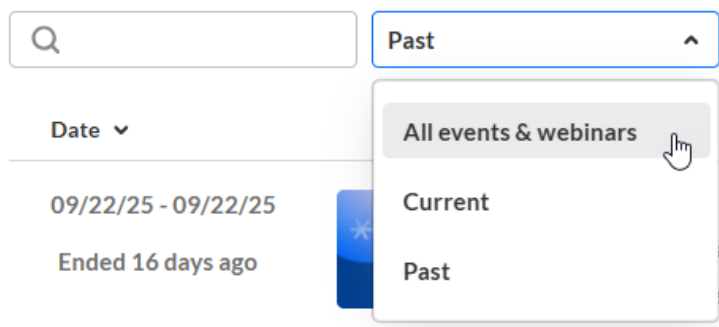 Past
All events & webinars
Date
Current
09/22/25 - 09/22/25
Past
Ended 16 days ago